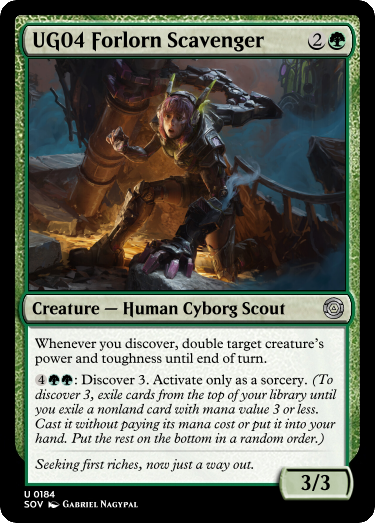 UG04 Forlorn Scavenger 2
Creature — Human Cyborg Scout
Whenever you discover, double target creature's
power and toughness until end of turn.
4: Discover 3. Activate only as a sorcery. (To
discover 3, exile cards from the top of your library until
you exile a nonland card with mana value 3 or less.
Cast it without paying its mana cost or put it into your
hand. Put the rest on the bottom in a random order.)
Seeking first riches, now just a way out.
3/3
U 0184
SOV GABRIEL NAGYPAL